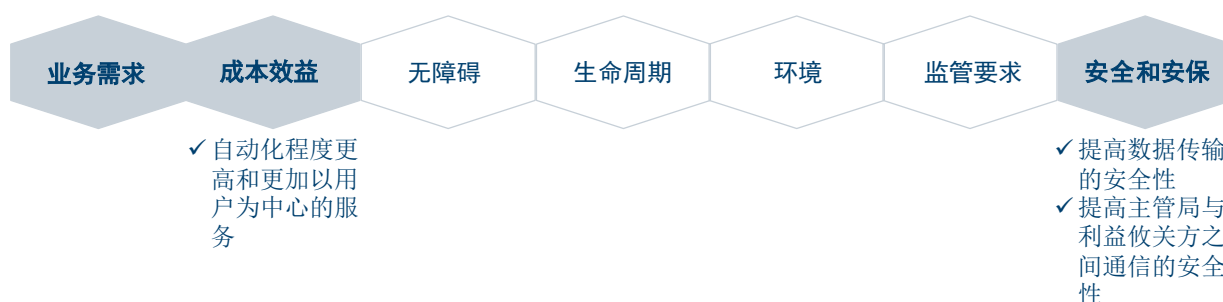 业务需求
成本效益
无障碍
生命周期
环境
监管要求
安全和安保
✓ 自动化程度更
高和更加以用
户为中心的服
务
✓ 提高数据传输
的安全性
✓ 提高主管局与
利益攸关方之
间通信的安全
性